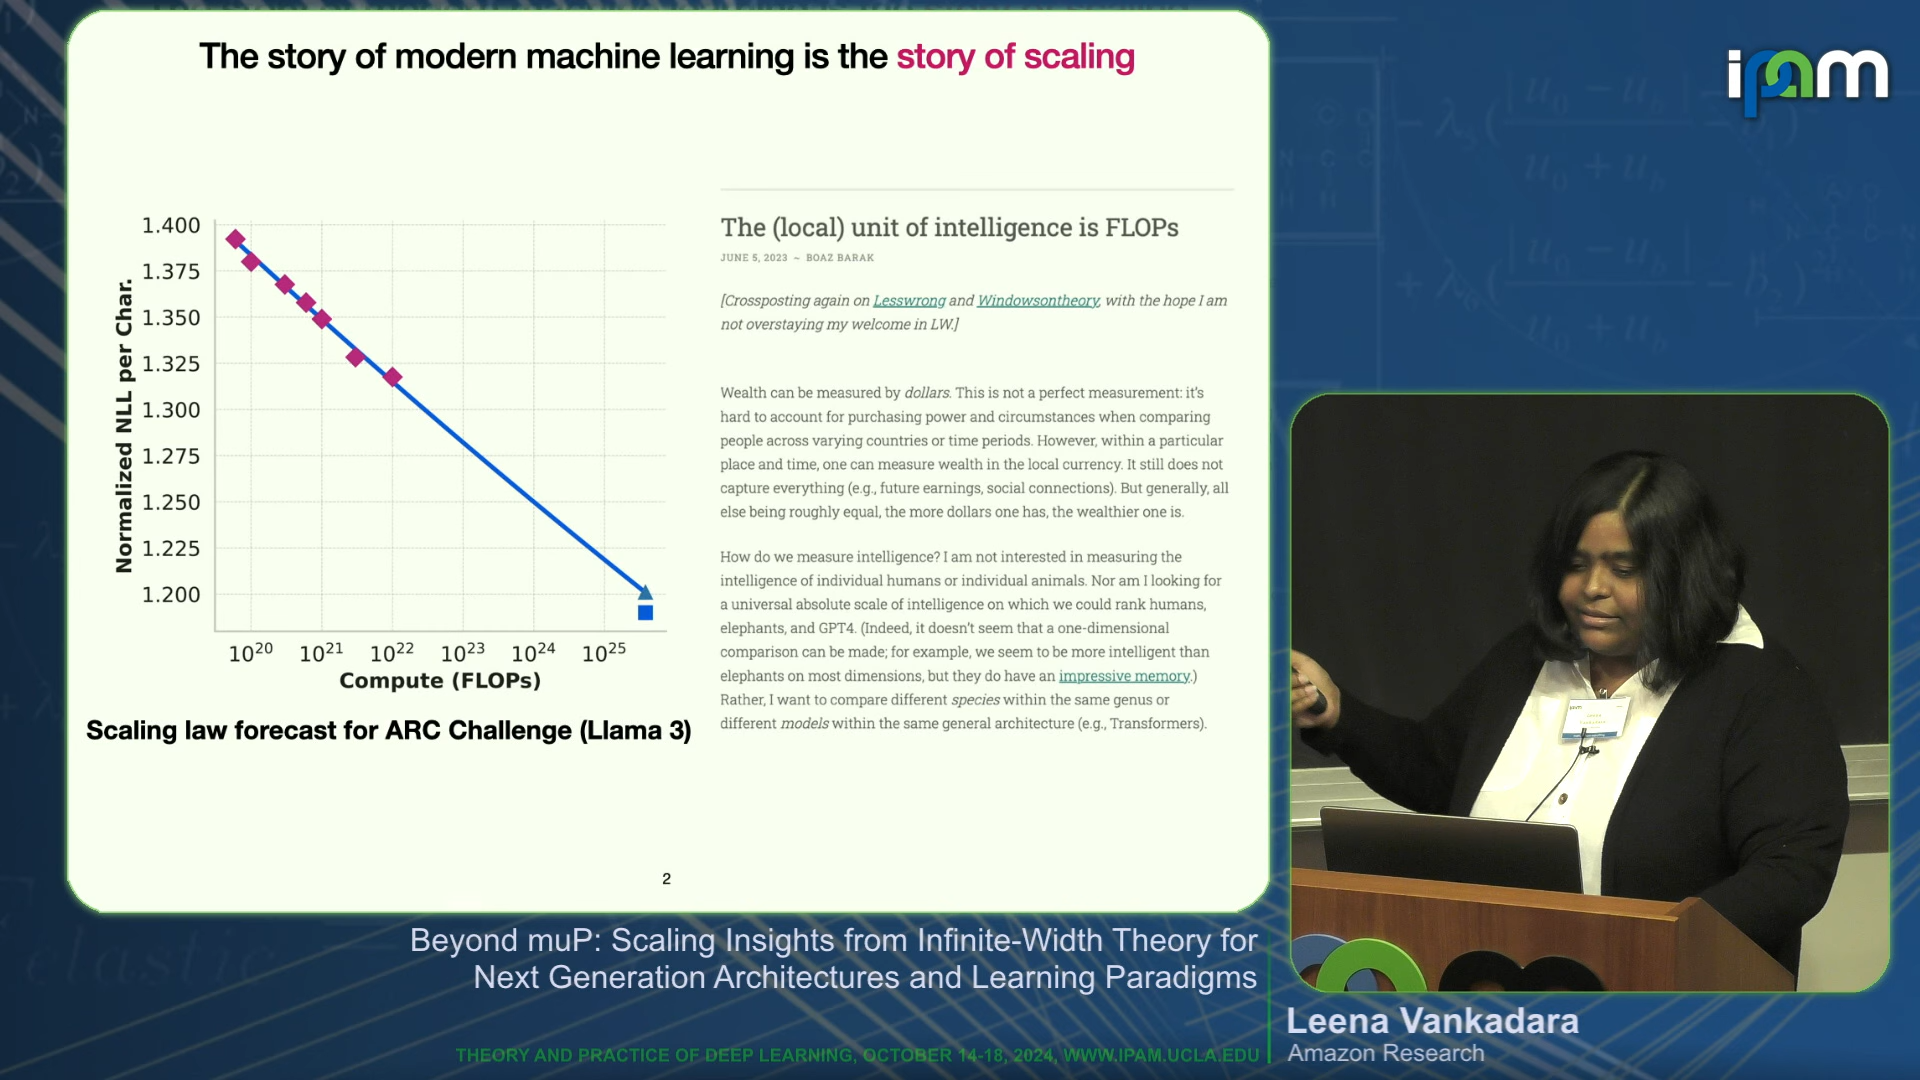 The story of modern machine learning is the story of scaling
ipam
1.400
1.375
1.350
1.325
1.300
1.275
1.250
1.225
1.200
Normalized NLL per Char.
10²⁰ 10²¹ 10²² 10²³ 10²⁴ 10²⁵
Compute (FLOPs)
Scaling law forecast for ARC Challenge (Llama 3)
The (local) unit of intelligence is FLOPs
JUNE 5, 2023 ~ BOAZ BARAK
[Crossposting again on Lesswrong and Windowsontheory, with the hope I am
not overstaying my welcome in LW.]
Wealth can be measured by dollars. This is not a perfect measurement: it's
hard to account for purchasing power and circumstances when comparing
people across varying countries or time periods. However, within a particular
place and time, one can measure wealth in the local currency. It still does not
capture everything (e.g., future earnings, social connections). But generally, all
else being roughly equal, the more dollars one has, the wealthier one is.
How do we measure intelligence? I am not interested in measuring the
intelligence of individual humans or individual animals. Nor am I looking for
a universal absolute scale of intelligence on which we could rank humans,
elephants, and GPT4. (Indeed, it doesn't seem that a one-dimensional
comparison can be made; for example, we seem to be more intelligent than
elephants on most dimensions, but they do have an impressive memory.)
Rather, I want to compare different species within the same genus or
different models within the same general architecture (e.g., Transformers).
2
Beyond muP: Scaling Insights from Infinite-Width Theory for
Next Generation Architectures and Learning Paradigms
THEORY AND PRACTICE OF DEEP LEARNING, OCTOBER 14-18, 2024, WWW.IPAM.UCLA.EDU
Leena Vankadara
Amazon Research
elastic